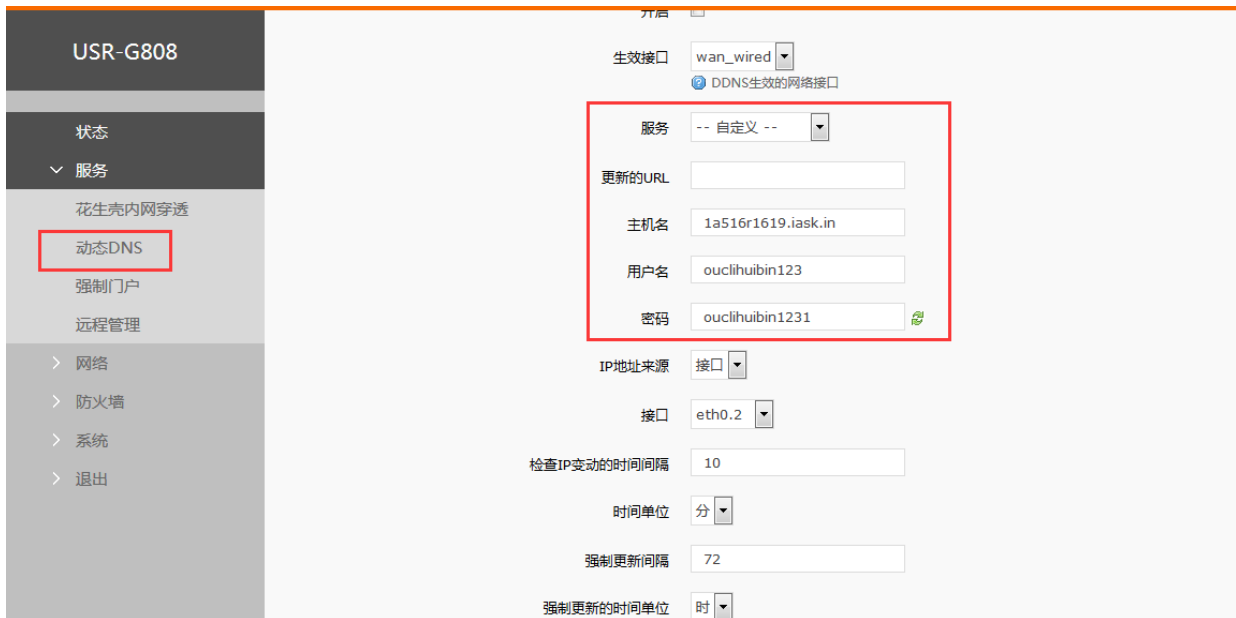 开启
USR-G808
生效接口 wan_wired
DDNS生效的网络接口
状态
服务 -- 自定义 --
服务
更新的URL
花生壳内网穿透
主机名 1a516r1619.iask.in
动态DNS
用户名 ouclihuibin123
强制门户
密码 ouclihuibin1231
远程管理
网络
IP地址来源 接口
防火墙
接口 eth0.2
系统
检查IP变动的时间间隔 10
退出
时间单位 分
强制更新间隔 72
强制更新的时间单位 时